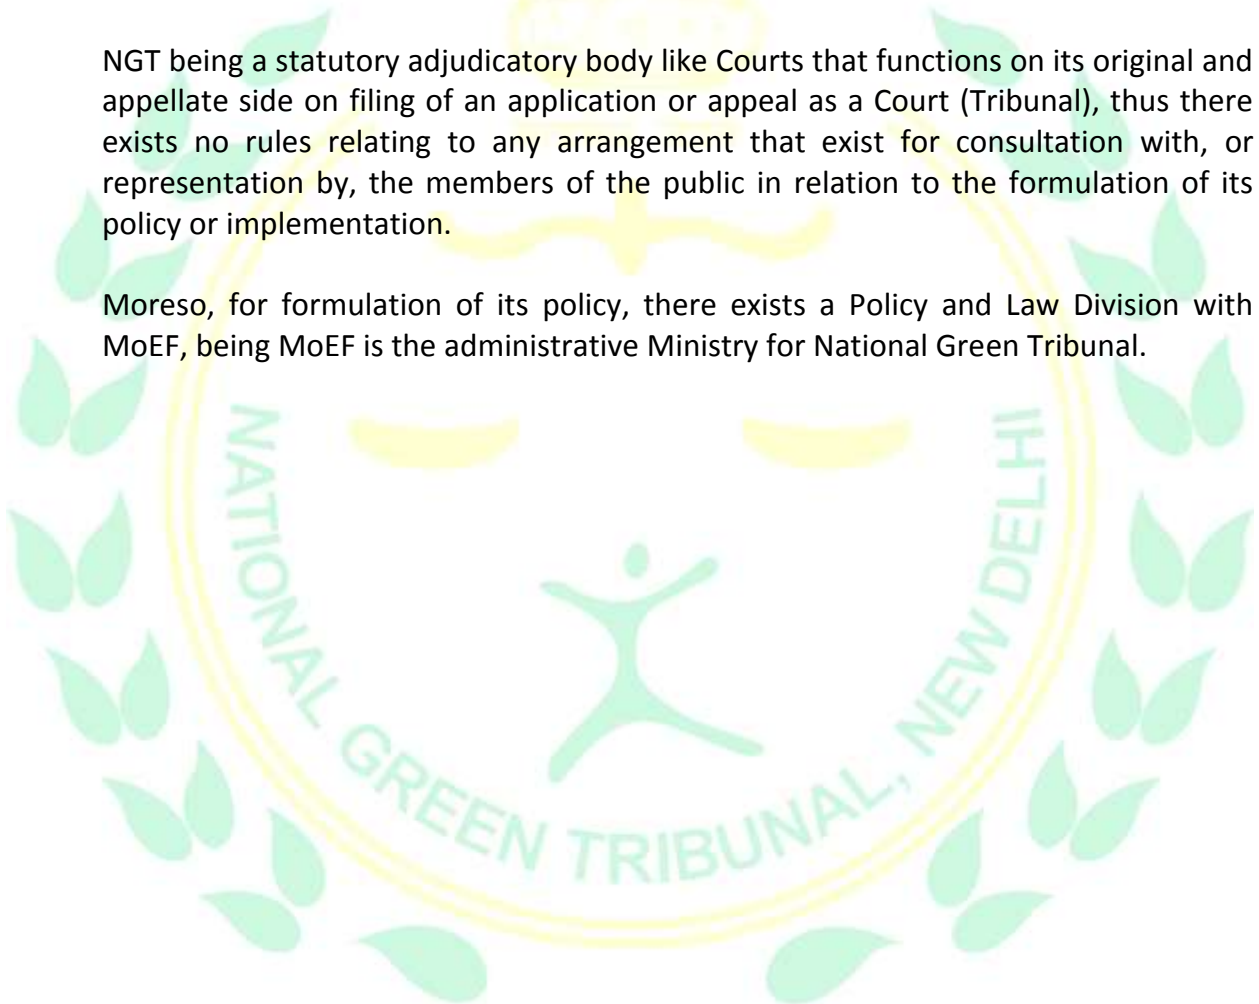 NGT being a statutory adjudicatory body like Courts that functions on its original and
appellate side on filing of an application or appeal as a Court (Tribunal), thus there
exists no rules relating to any arrangement that exist for consultation with, or
representation by, the members of the public in relation to the formulation of its
policy or implementation.
Moreso, for formulation of its policy, there exists a Policy and Law Division with
MoEF, being MoEF is the administrative Ministry for National Green Tribunal.
NATIONAL GREEN TRIBUNAL, NEW DELHI